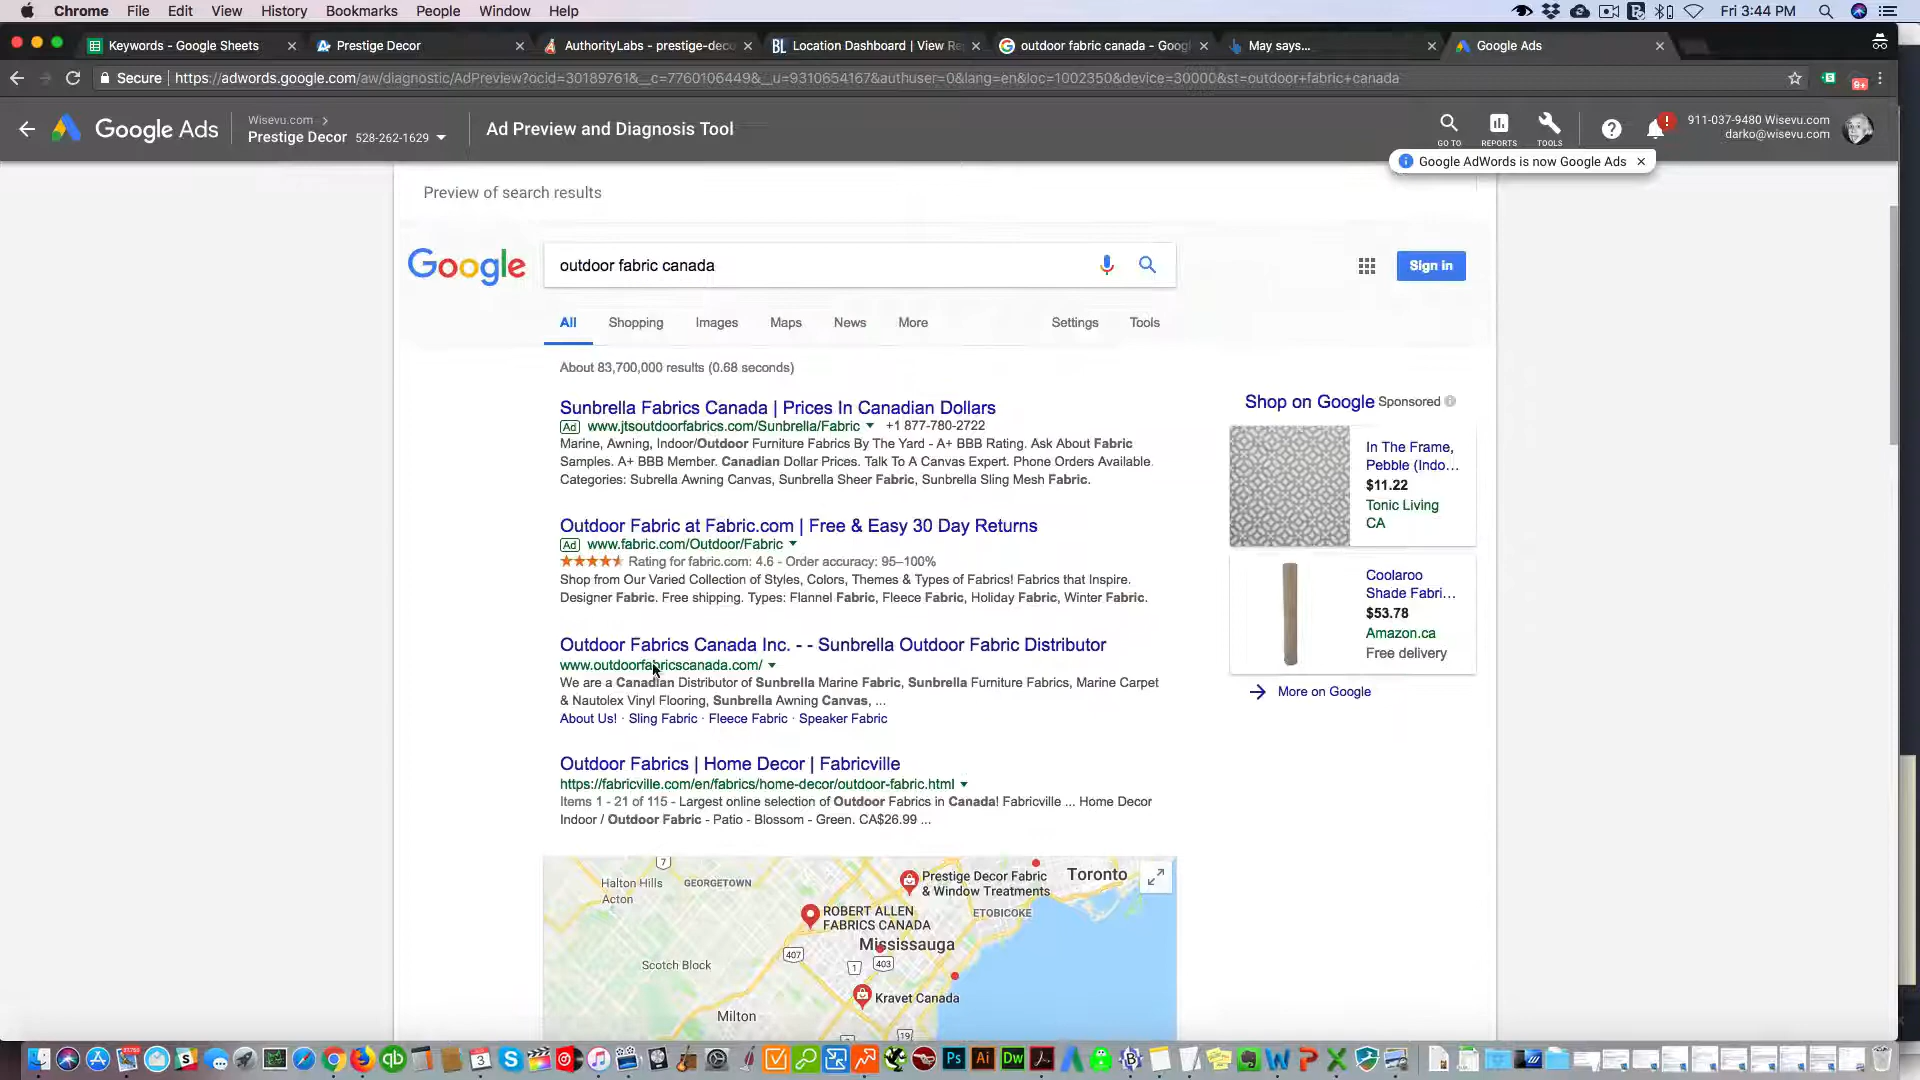 Chrome File Edit View History Bookmarks People Window Help Fri 3:44 PM
Keywords - Google Sheets Prestige Decor AuthorityLabs - prestige-deco Location Dashboard | View Re outdoor fabric canada - Googl May says... Google Ads
Secure https://adwords.google.com/aw/diagnostic/AdPreview?ocid=30189761&__c=7760106449&__u=9310654167&authuser=0&lang=en&loc=1002350&device=30000&st=outdoor+fabric+canada
Wisevu.com > 911-037-9480 Wisevu.com
Google Ads Prestige Decor 528-262-1629 Ad Preview and Diagnosis Tool darko@wisevu.com
GO TO REPORTS TOOLS
Google AdWords is now Google Ads
Preview of search results
Google outdoor fabric canada Sign in
All Shopping Images Maps News More Settings Tools
About 83,700,000 results (0.68 seconds)
Sunbrella Fabrics Canada | Prices In Canadian Dollars
Ad www.jtsoutdoorfabrics.com/Sunbrella/Fabric +1 877-780-2722
Marine, Awning, Indoor/Outdoor Furniture Fabrics By The Yard - A+ BBB Rating. Ask About Fabric
Samples. A+ BBB Member. Canadian Dollar Prices. Talk To A Canvas Expert. Phone Orders Available.
Categories: Subrella Awning Canvas, Sunbrella Sheer Fabric, Sunbrella Sling Mesh Fabric.
Outdoor Fabric at Fabric.com | Free & Easy 30 Day Returns
Ad www.fabric.com/Outdoor/Fabric
Rating for fabric.com: 4.6 - Order accuracy: 95–100%
Shop from Our Varied Collection of Styles, Colors, Themes & Types of Fabrics! Fabrics that Inspire.
Designer Fabric. Free shipping. Types: Flannel Fabric, Fleece Fabric, Holiday Fabric, Winter Fabric.
Outdoor Fabrics Canada Inc. - - Sunbrella Outdoor Fabric Distributor
www.outdoorfabricscanada.com/
We are a Canadian Distributor of Sunbrella Marine Fabric, Sunbrella Furniture Fabrics, Marine Carpet
& Nautolex Vinyl Flooring, Sunbrella Awning Canvas, ...
About Us! · Sling Fabric · Fleece Fabric · Speaker Fabric
Outdoor Fabrics | Home Decor | Fabricville
https://fabricville.com/en/fabrics/home-decor/outdoor-fabric.html
Items 1 - 21 of 115 - Largest online selection of Outdoor Fabrics in Canada! Fabricville ... Home Decor
Indoor / Outdoor Fabric - Patio - Blossom - Green. CA$26.99 ...
Shop on Google Sponsored
In The Frame,
Pebble (Indo...
$11.22
Tonic Living
CA
Coolaroo
Shade Fabri...
$53.78
Amazon.ca
Free delivery
More on Google
7
Halton Hills
GEORGETOWN
Acton
Prestige Decor Fabric
& Window Treatments
Toronto
ROBERT ALLEN
FABRICS CANADA
ETOBICOKE
Mississauga
407
403
1
Scotch Block
Kravet Canada
Milton
19